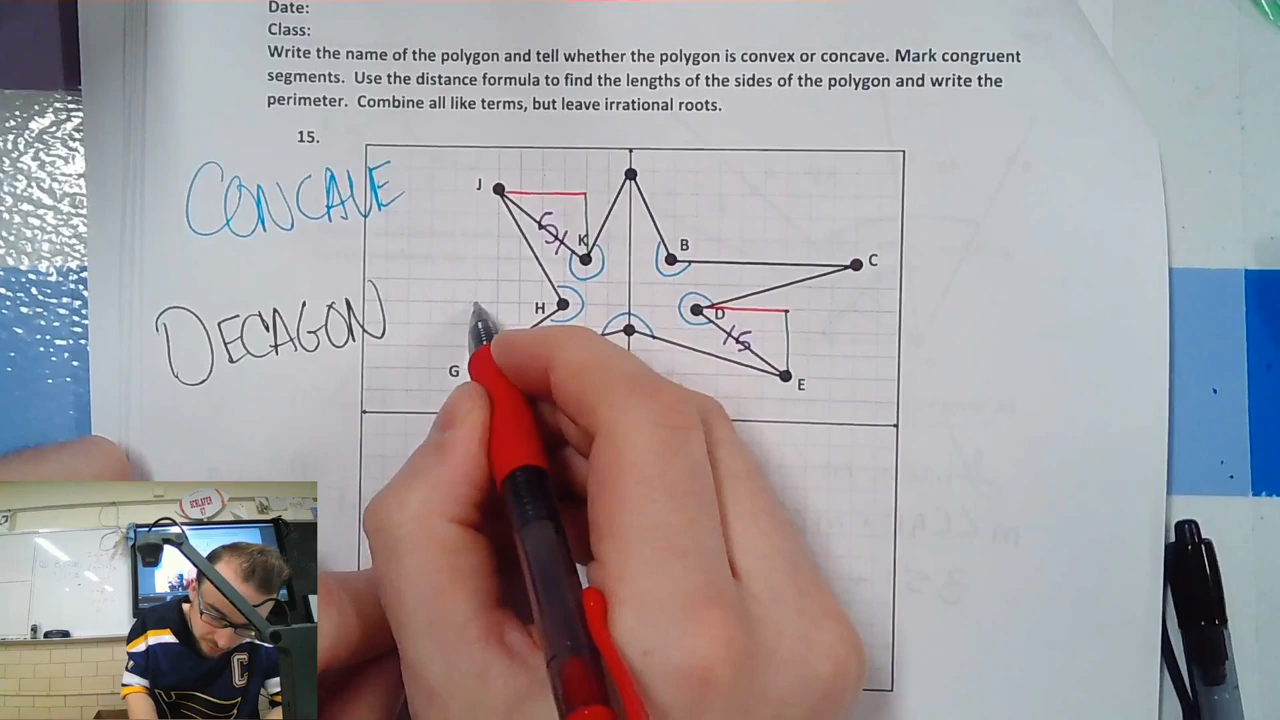 Date:
Class:
Write the name of the polygon and tell whether the polygon is convex or concave. Mark congruent
segments. Use the distance formula to find the lengths of the sides of the polygon and write the
perimeter. Combine all like terms, but leave irrational roots.
15.
CONCAVE
DECAGON
J
K
5
B
C
H
D
5
G
E
C